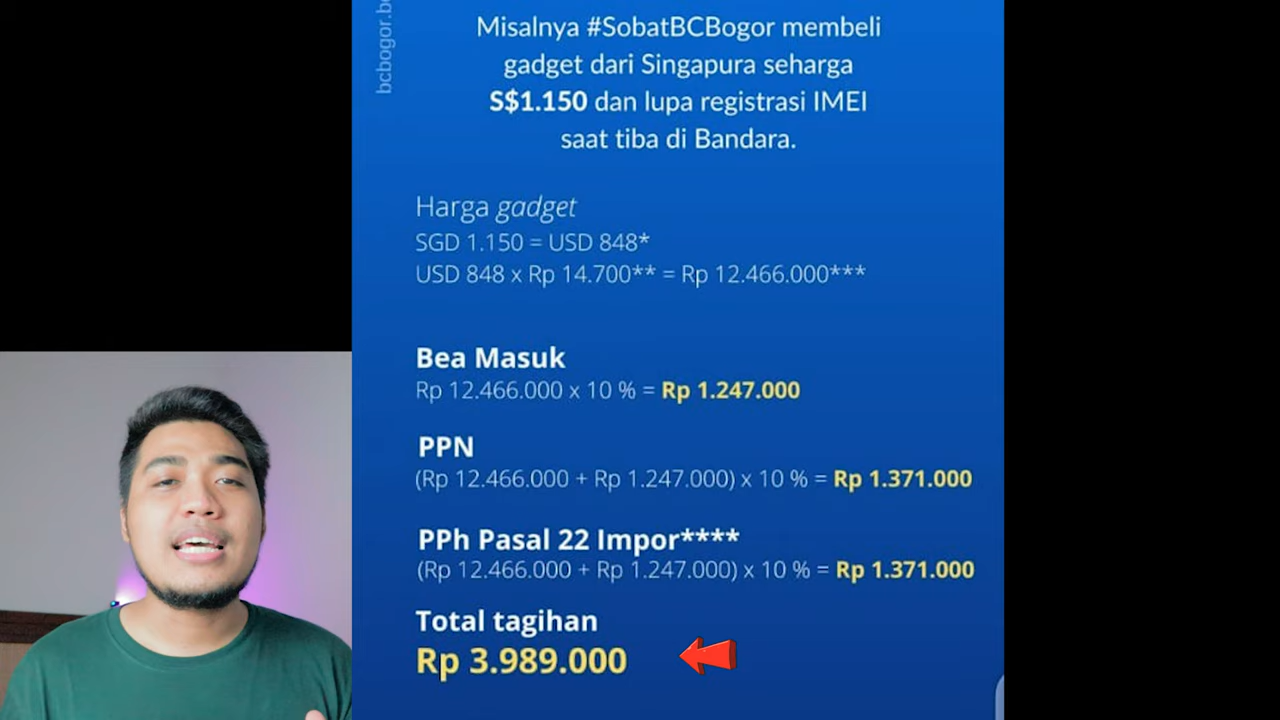 bcbogor.be
Misalnya #SobatBCBogor membeli
gadget dari Singapura seharga
S$1.150 dan lupa registrasi IMEI
saat tiba di Bandara.
Harga gadget
SGD 1.150 = USD 848*
USD 848 x Rp 14.700** = Rp 12.466.000***
Bea Masuk
Rp 12.466.000 x 10 % = Rp 1.247.000
PPN
(Rp 12.466.000 + Rp 1.247.000) x 10 % = Rp 1.371.000
PPh Pasal 22 Impor****
(Rp 12.466.000 + Rp 1.247.000) x 10 % = Rp 1.371.000
Total tagihan
Rp 3.989.000